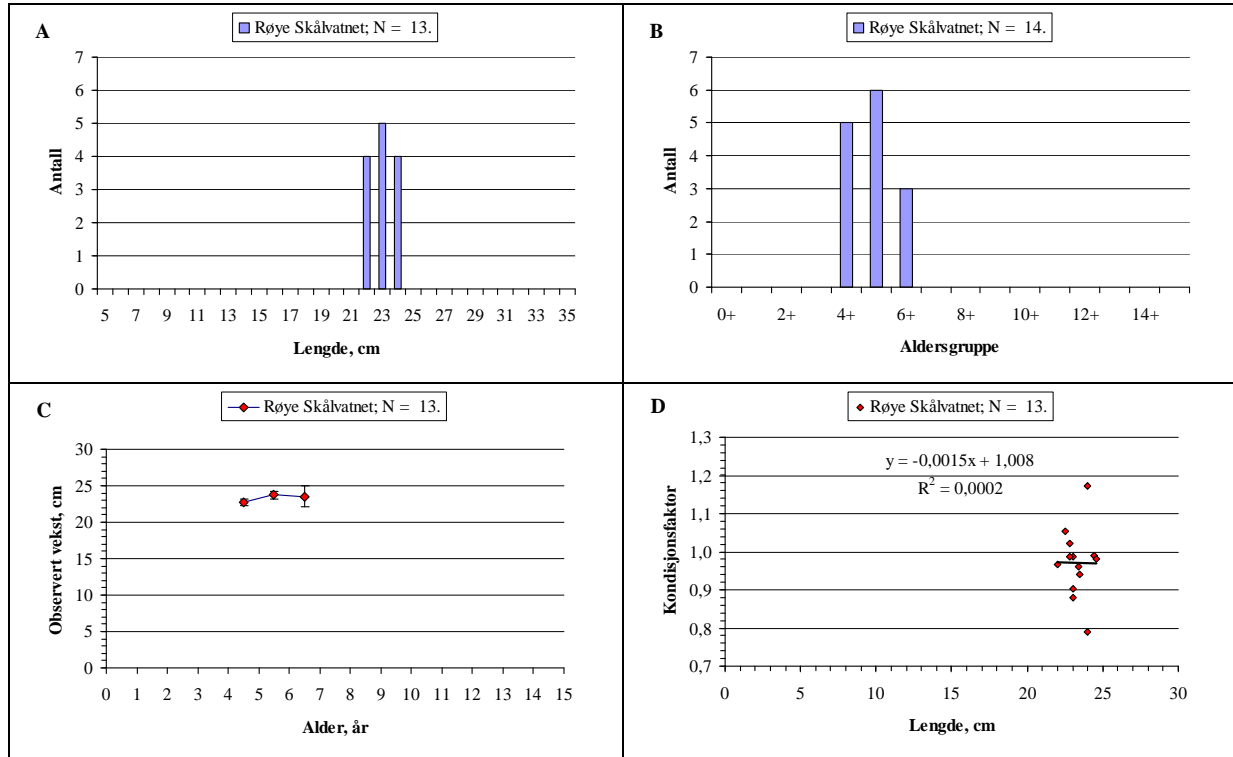 A
Røye Skålvatnet; N = 13.
7
6
5
4
3
2
1
0
Antall
5 7 9 11 13 15 17 19 21 23 25 27 29 31 33 35
Lengde, cm
B
Røye Skålvatnet; N = 14.
7
6
5
4
3
2
1
0
Antall
0+ 2+ 4+ 6+ 8+ 10+ 12+ 14+
Aldersgruppe
C
Røye Skålvatnet; N = 13.
30
25
20
15
10
5
0
Observert vekst, cm
0 1 2 3 4 5 6 7 8 9 10 11 12 13 14 15
Alder, år
D
Røye Skålvatnet; N = 13.
y = -0,0015x + 1,008
R² = 0,0002
1,3
1,2
1,1
1,0
0,9
0,8
0,7
Kondisjonsfaktor
0 5 10 15 20 25 30
Lengde, cm